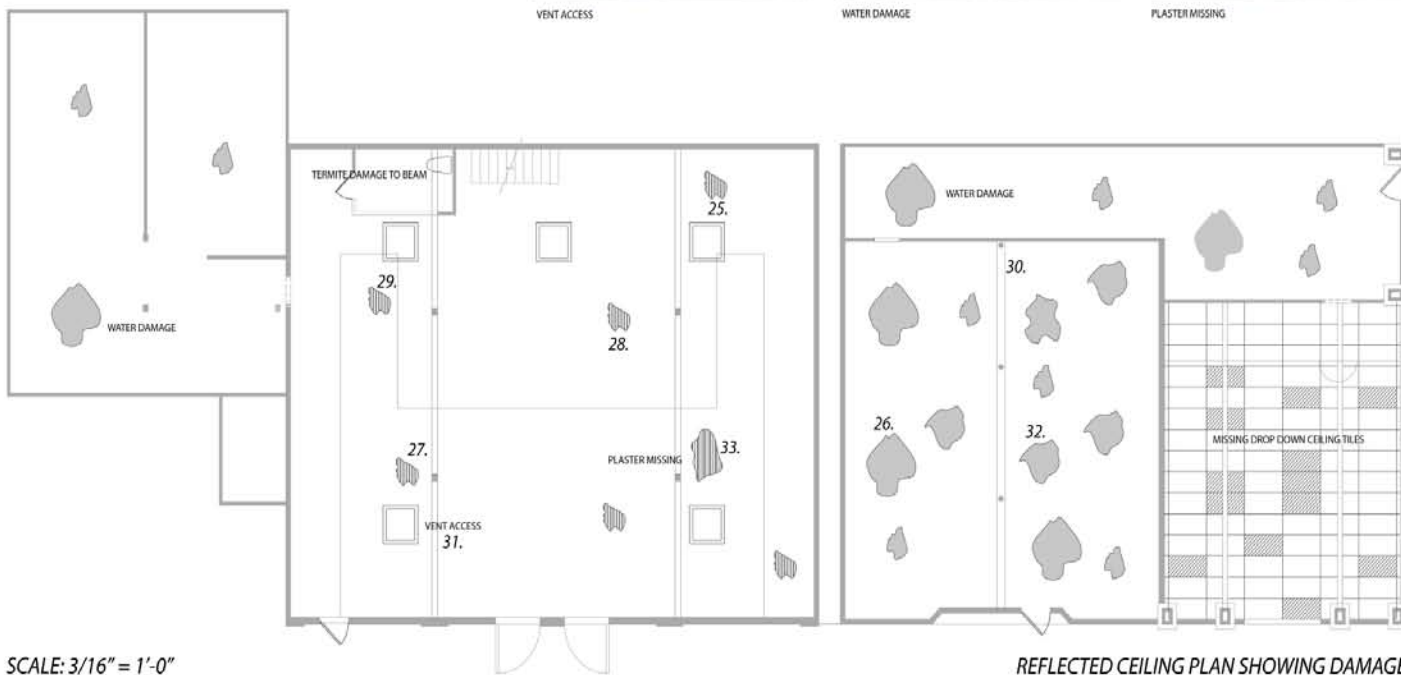 VENT ACCESS
WATER DAMAGE
PLASTER MISSING
TERMITE DAMAGE TO BEAM
25.
WATER DAMAGE
29.
30.
28.
WATER DAMAGE
27.
PLASTER MISSING
33.
26.
32.
MISSING DROP DOWN CEILING TILES
VENT ACCESS
31.
SCALE: 3/16" = 1'-0"
REFLECTED CEILING PLAN SHOWING DAMAGE